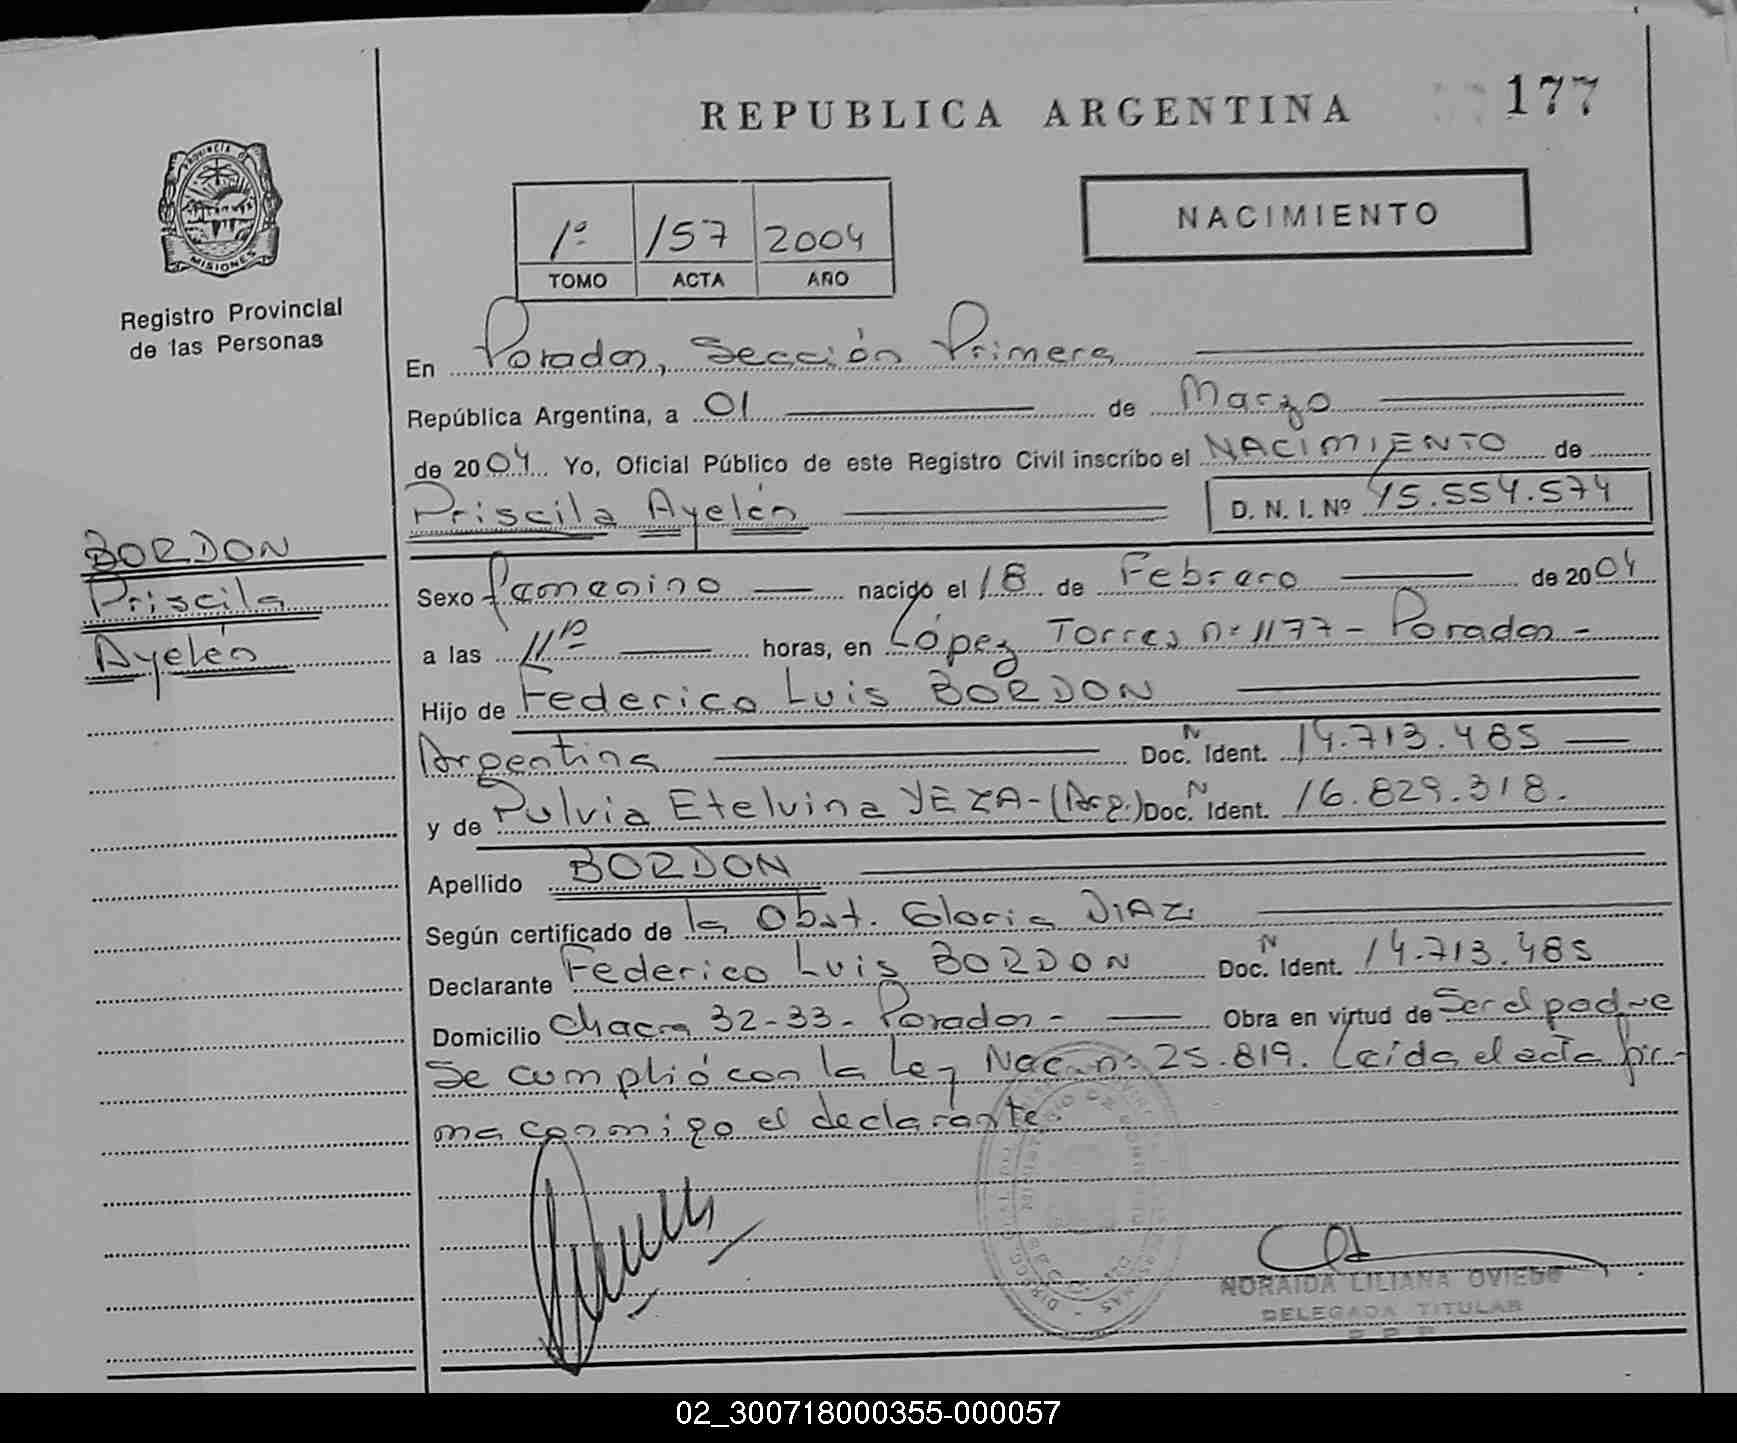 REPUBLICA ARGENTINA
177
PROVINCIA DE
MISIONES
Registro Provincial
de las Personas
1º 157 2004
TOMO ACTA AÑO
NACIMIENTO
En Posadas, Sección Primera
República Argentina, a 01 de Marzo
de 2004 Yo, Oficial Público de este Registro Civil inscribo el NACIMIENTO de
Priscila Ayelén D. N. I. Nº 45.554.574
BORDON
Priscila
Ayelén
Sexo femenino nacido el 18 de Febrero de 2004
a las horas, en López Torres nº 1177 - Posadas -
Hijo de Federico Luis BORDON
Argentina Doc. N Ident. 14.713.485
y de Etelvina (Arg.) Doc. N Ident. 16.829.318.
Apellido BORDON
Según certificado de la Obst. Gloria DIAZ
Declarante Federico Luis BORDON Doc. N Ident. 14.713.485
Domicilio Chacra 32-33- Posadas - Obra en virtud de Ser el padre
Se cumplió con la Ley Nac. nº 25.819. Leída el acta fir-
ma conmigo el declarante.
NORAIDA LILIANA OVIEDO
DELEGADA TITULAR
02_300718000355-000057